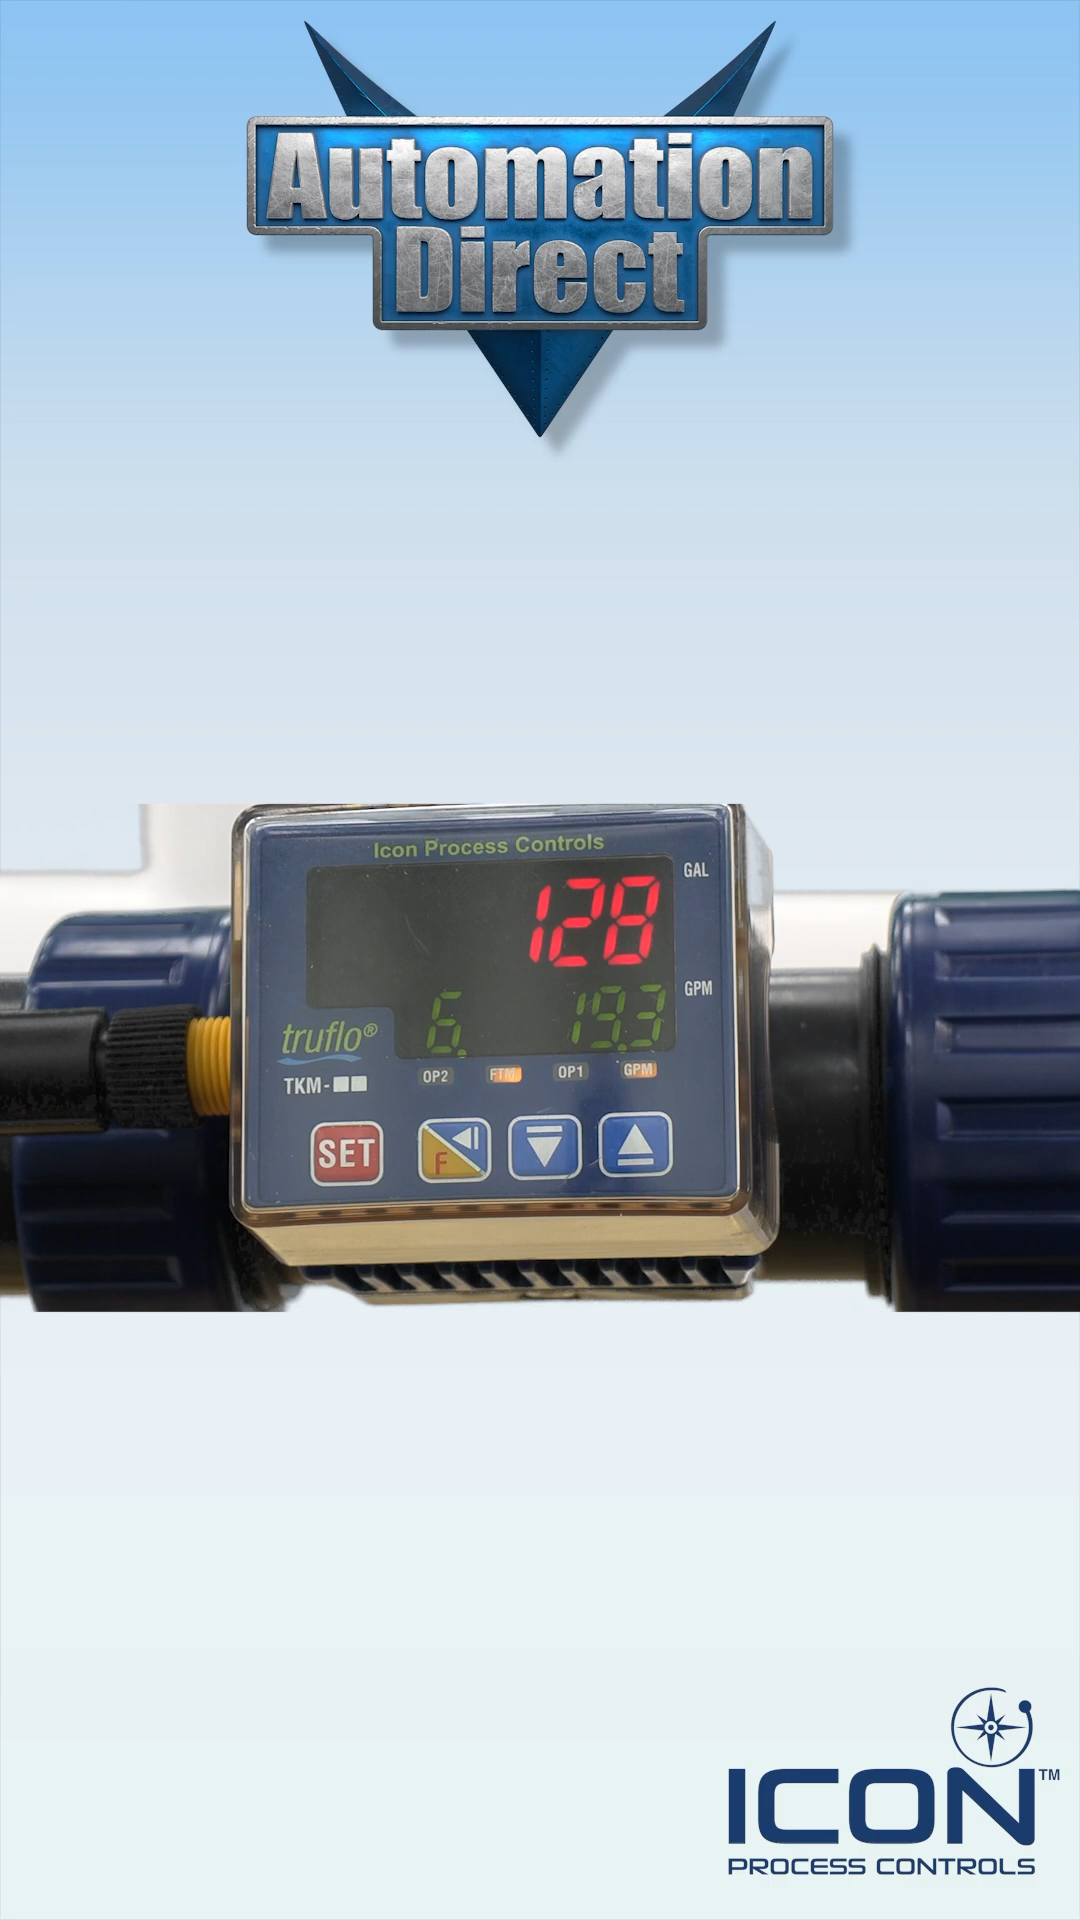 Automation
Direct
Icon Process Controls
GAL
128
GPM
6. 19.3
truflo®
TKM-
OP2 FTM OP1 GPM
SET
F
ICON™
PROCESS CONTROLS